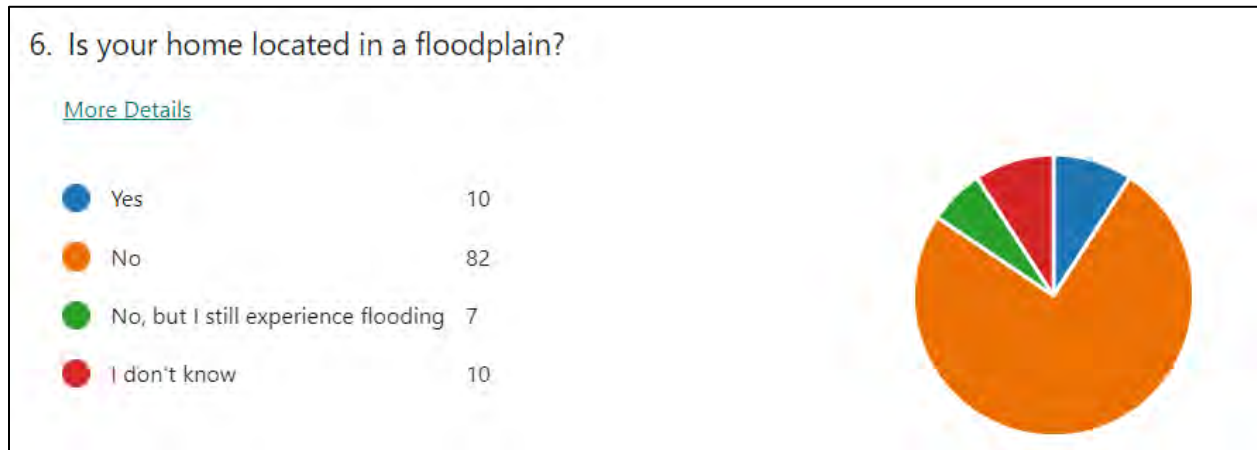 6. Is your home located in a floodplain?
More Details
Yes 10
No 82
No, but I still experience flooding 7
I don't know 10